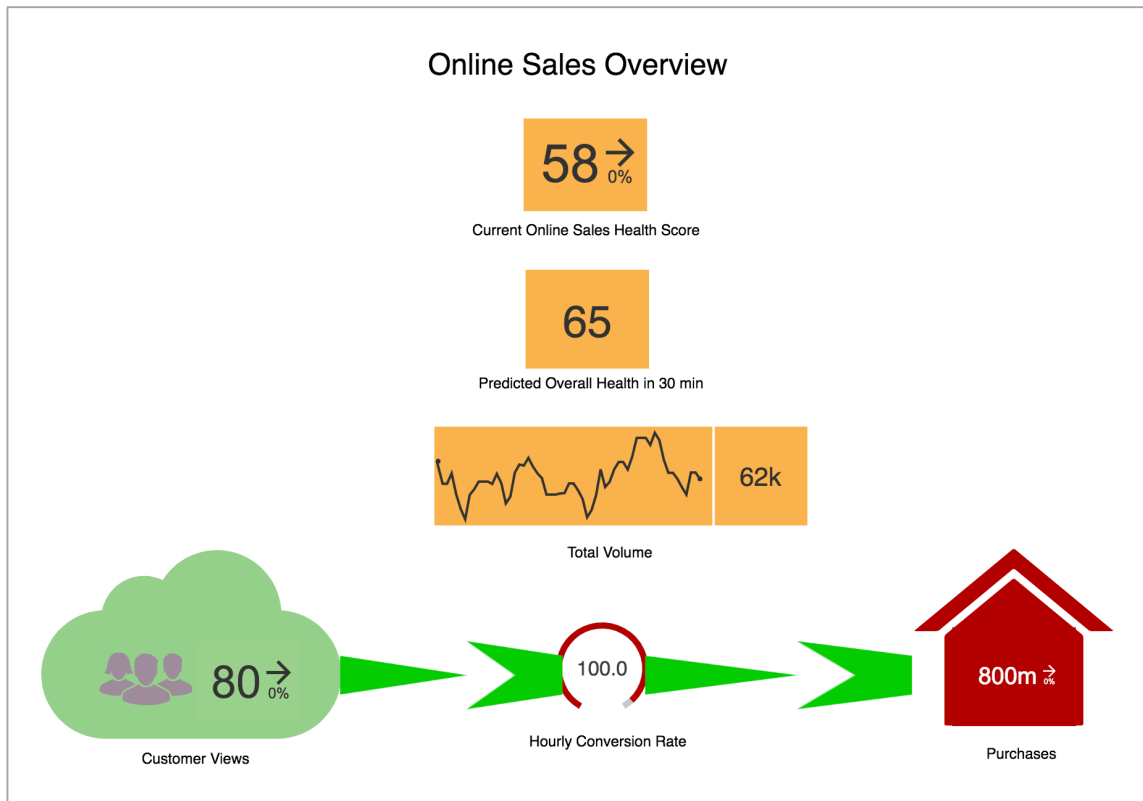 Online Sales Overview
58 → 0%
Current Online Sales Health Score
65
Predicted Overall Health in 30 min
62k
Total Volume
80 → 0%
Customer Views
100.0
Hourly Conversion Rate
800m → 0%
Purchases